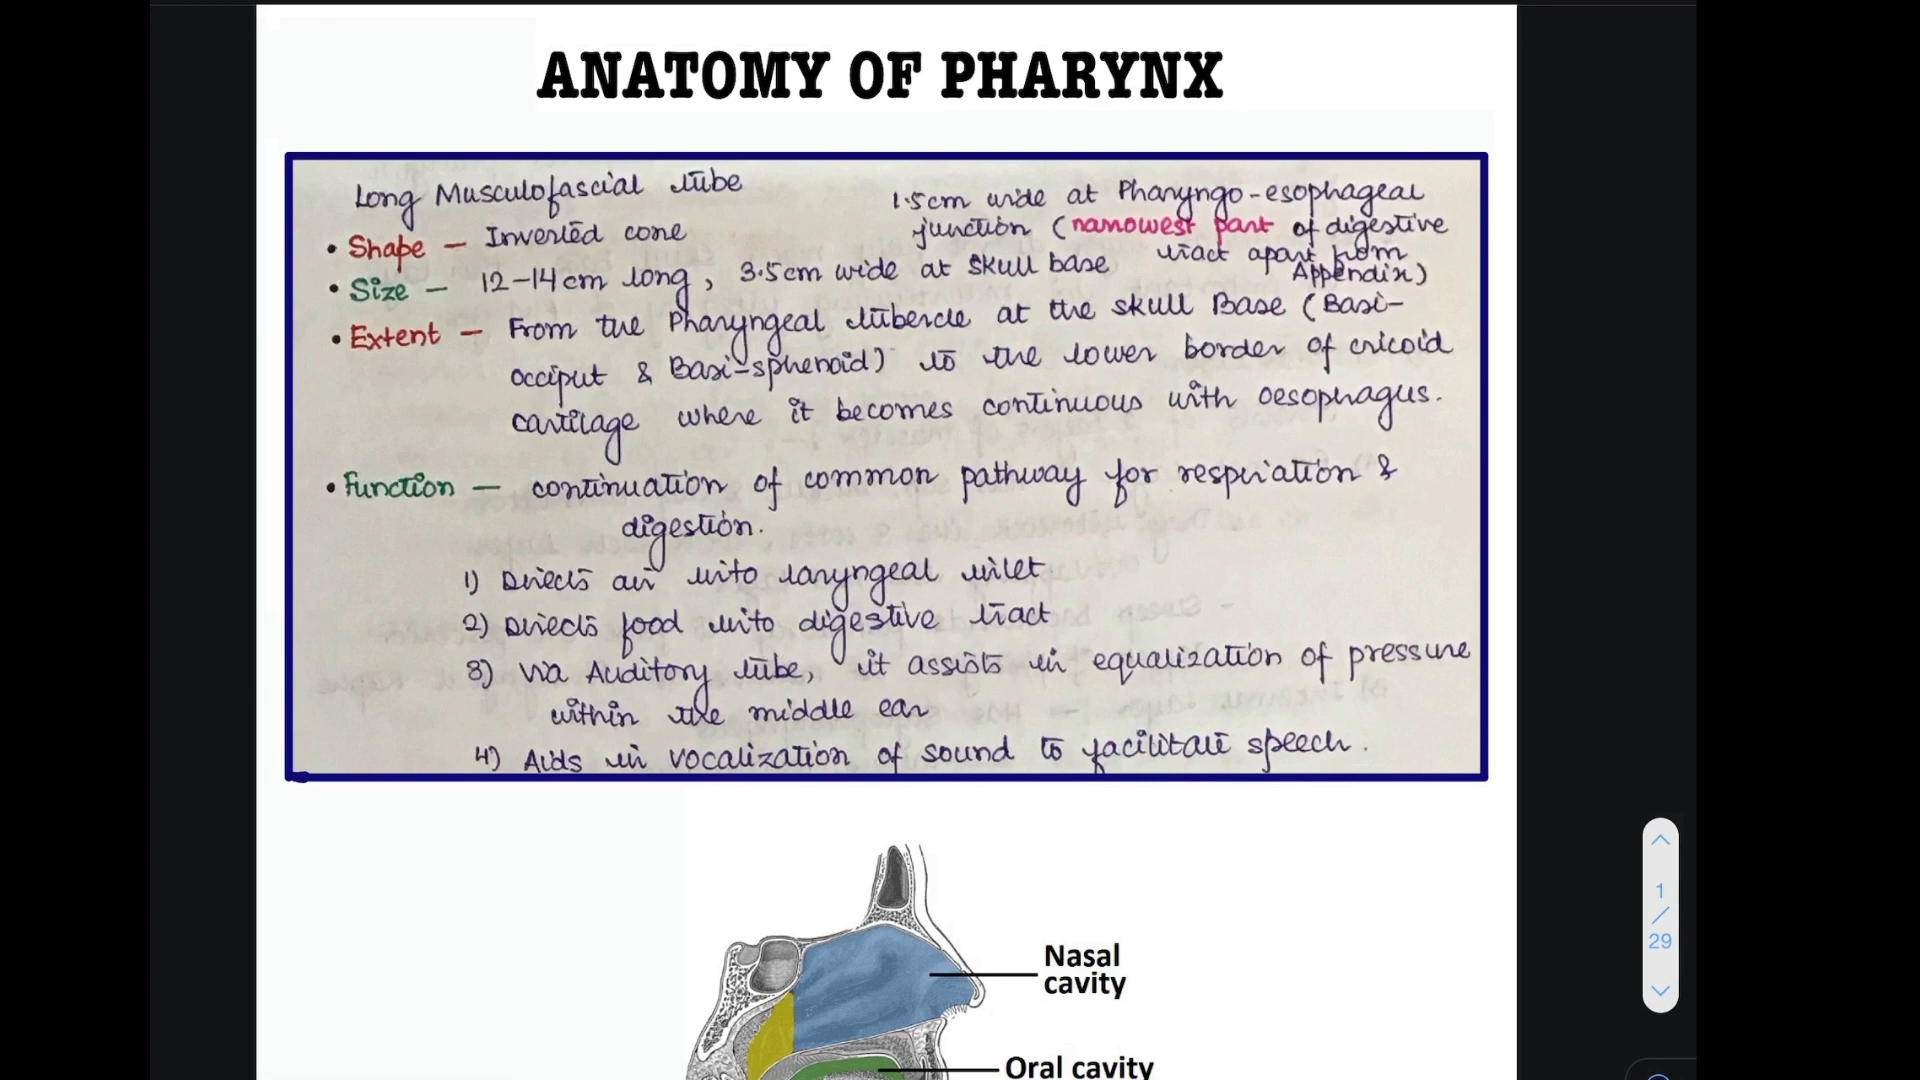 ANATOMY OF PHARYNX
Long Musculofascial tube
• Shape – Inverted cone
• Size – 12-14cm long, 3.5cm wide at skull base
1.5cm wide at Pharyngo-esophageal
junction (narrowest part of digestive
tract apart from
Appendix)
• Extent – From the Pharyngeal tubercle at the skull Base (Basi-
occiput & Basi-sphenoid) to the lower border of cricoid
cartilage where it becomes continuous with oesophagus.
• Function – continuation of common pathway for respiration &
digestion.
1) Directs air into laryngeal inlet
2) Directs food into digestive tract
3) Via Auditory tube, it assists in equalization of pressure
within the middle ear
4) Aids in vocalization of sound to facilitate speech.
Nasal
cavity
Oral cavity
1
/
29